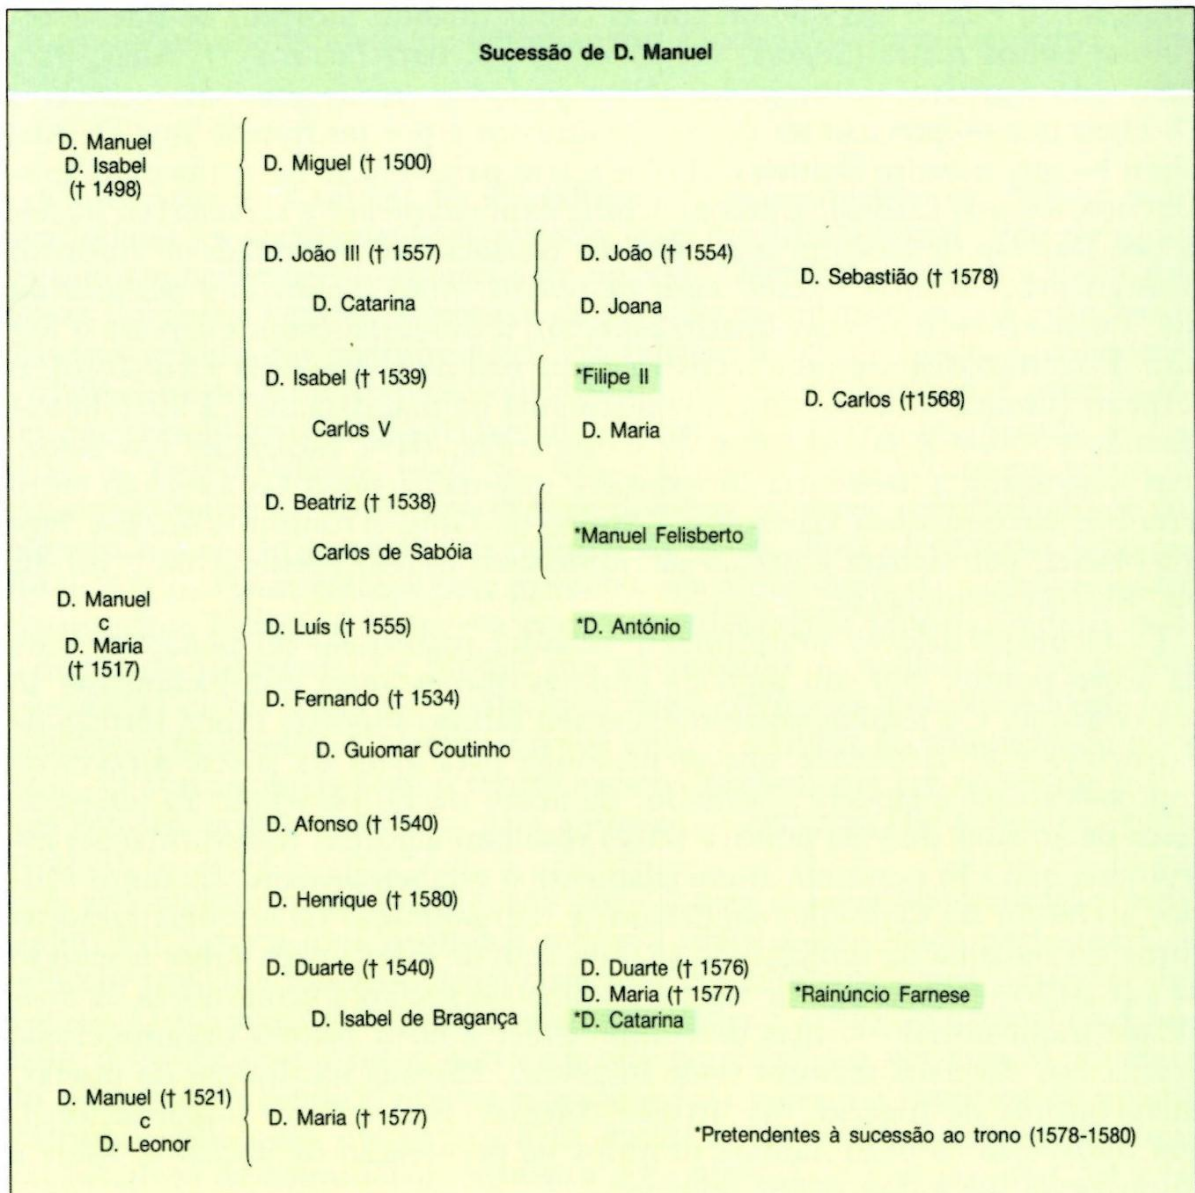 Sucessão de D. Manuel
D. Manuel
D. Isabel
(† 1498)
D. Miguel († 1500)
D. Manuel
c
D. Maria
(† 1517)
D. João III († 1557)
D. Catarina
D. João († 1554)
D. Joana
D. Sebastião († 1578)
D. Isabel († 1539)
Carlos V
*Filipe II
D. Maria
D. Carlos (†1568)
D. Beatriz († 1538)
Carlos de Sabóia
*Manuel Felisberto
D. Luís († 1555)
*D. António
D. Fernando († 1534)
D. Guiomar Coutinho
D. Afonso († 1540)
D. Henrique († 1580)
D. Duarte († 1540)
D. Isabel de Bragança
D. Duarte († 1576)
D. Maria († 1577)
*D. Catarina
*Rainúncio Farnese
D. Manuel († 1521)
c
D. Leonor
D. Maria († 1577)
*Pretendentes à sucessão ao trono (1578-1580)